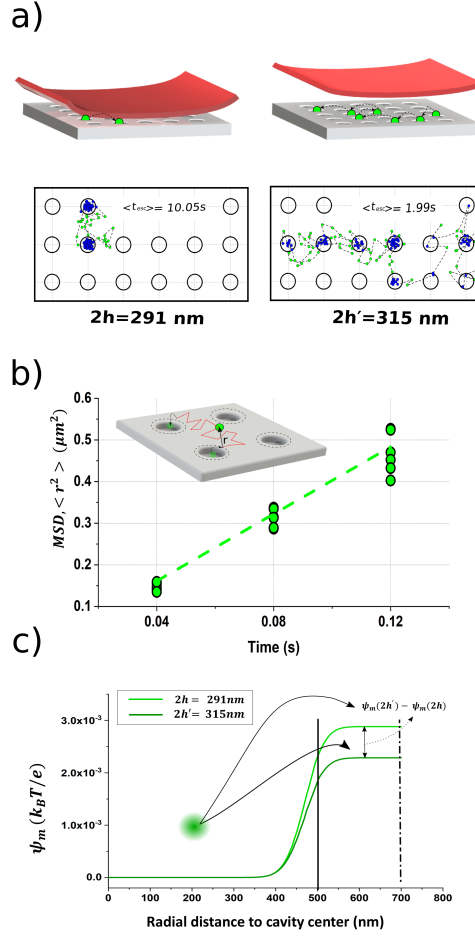 a)
<t_esc>= 10.05s
<t_esc>= 1.99s
2h=291 nm
2h′=315 nm
b)
MSD, < r² > (μm²)
0.6
0.5
0.4
0.3
0.2
0.1
r
0.04
0.08
0.12
Time (s)
c)
2h = 291nm
2h′= 315nm
ψm(2h′) − ψm(2h)
ψm(kBT/e)
3.0x10⁻³
2.0x10⁻³
1.0x10⁻³
0.0
0
100
200
300
400
500
600
700
800
Radial distance to cavity center (nm)